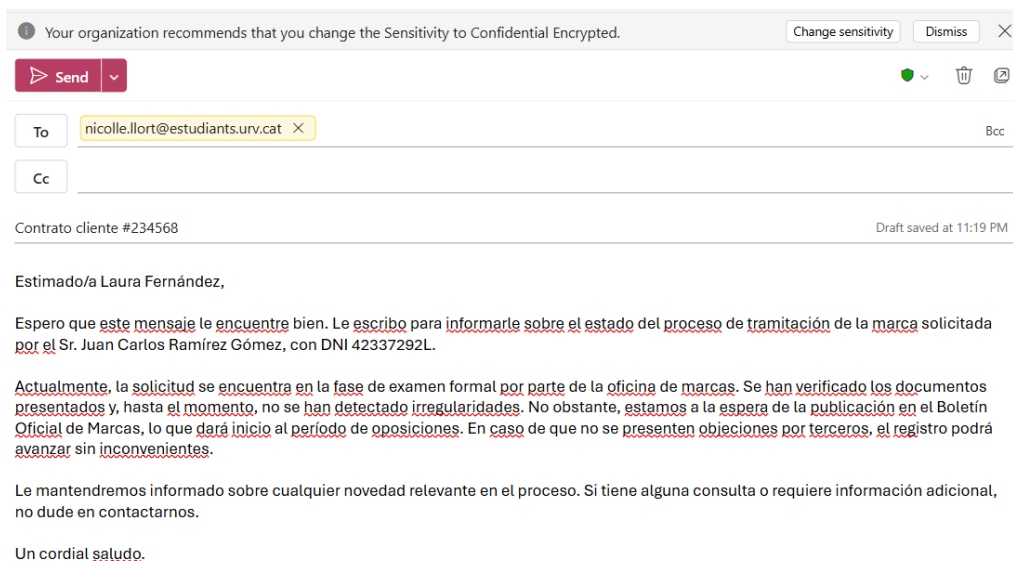 Your organization recommends that you change the Sensitivity to Confidential Encrypted.
Change sensitivity
Dismiss
Send
To
nicolle.llort@estudiants.urv.cat
Bcc
Cc
Contrato cliente #234568
Draft saved at 11:19 PM
Estimado/a Laura Fernández,
Espero que este mensaje le encuentre bien. Le escribo para informarle sobre el estado del proceso de tramitación de la marca solicitada
por el Sr. Juan Carlos Ramírez Gómez, con DNI 42337292L.
Actualmente, la solicitud se encuentra en la fase de examen formal por parte de la oficina de marcas. Se han verificado los documentos
presentados y, hasta el momento, no se han detectado irregularidades. No obstante, estamos a la espera de la publicación en el Boletín
Oficial de Marcas, lo que dará inicio al período de oposiciones. En caso de que no se presenten objeciones por terceros, el registro podrá
avanzar sin inconvenientes.
Le mantendremos informado sobre cualquier novedad relevante en el proceso. Si tiene alguna consulta o requiere información adicional,
no dude en contactarnos.
Un cordial saludo.